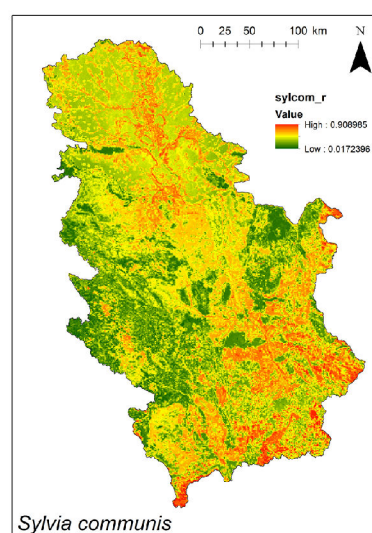 0 25 50 100 km
N
sylcom_r
Value
High : 0.908985
Low : 0.0172396
Sylvia communis